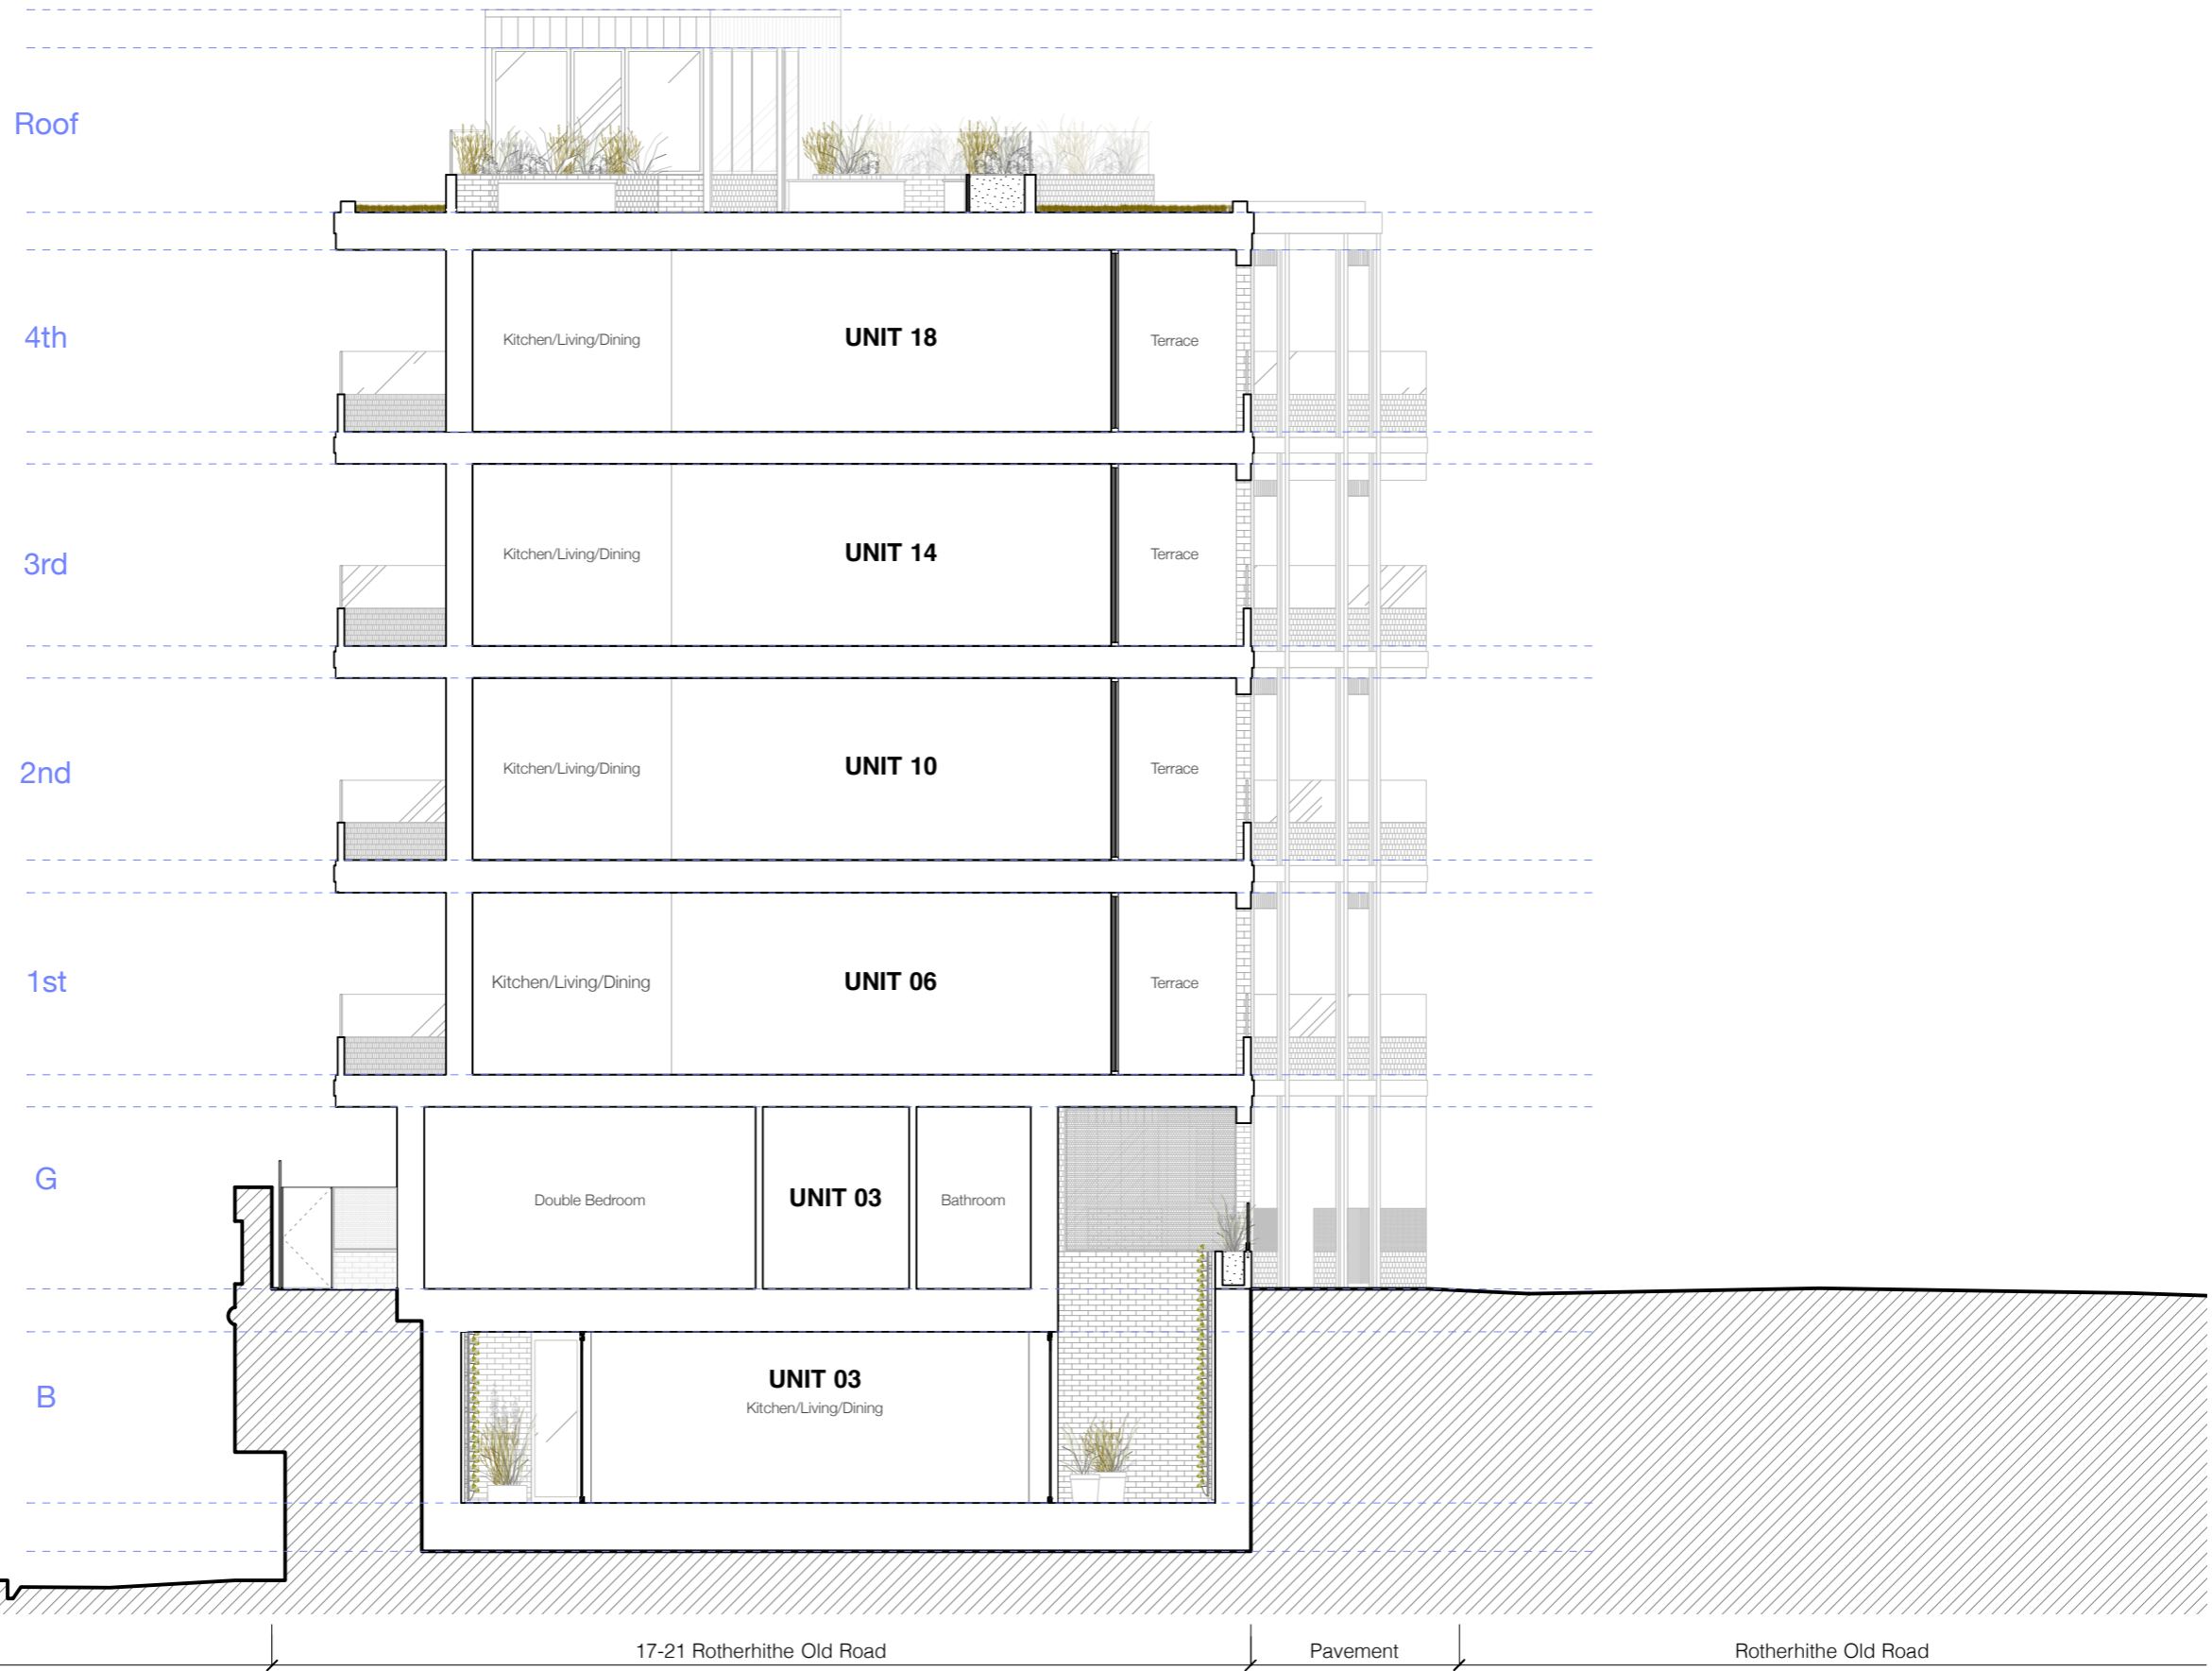 Roof
4th
Kitchen/Living/Dining
UNIT 18
Terrace
3rd
Kitchen/Living/Dining
UNIT 14
Terrace
2nd
Kitchen/Living/Dining
UNIT 10
Terrace
1st
Kitchen/Living/Dining
UNIT 06
Terrace
G
Double Bedroom
UNIT 03
Bathroom
B
UNIT 03
Kitchen/Living/Dining
17-21 Rotherhithe Old Road
Pavement
Rotherhithe Old Road